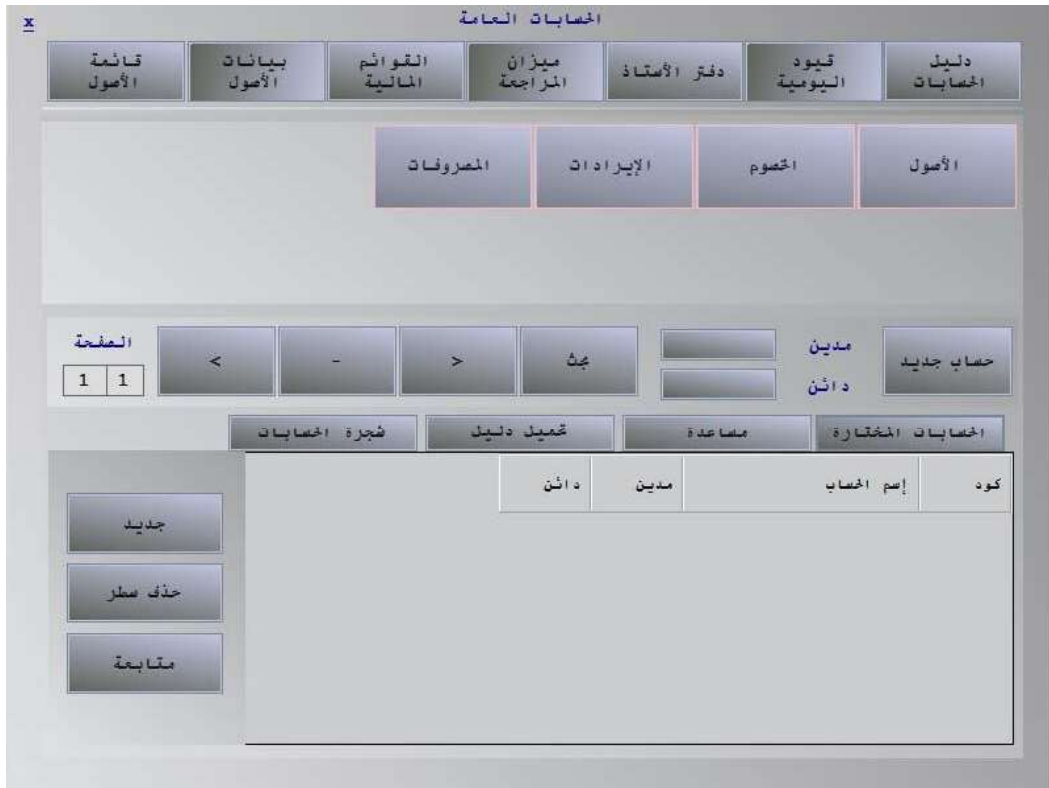 الحسابات العامة
x
دليل الحسابات
قيود اليومية
دفتر الأستاذ
ميزان المراجعة
القوائم المالية
بيانات الأصول
قائمة الأصول
الأصول
الخصوم
الإيرادات
المصروفات
حساب جديد
مدين
دائن
بحث
<
-
>
الصفحة
1 1
الحسابات المختارة
مساعدة
تحميل دليل
شجرة الحسابات
كود
إسم الحساب
مدين
دائن
جديد
حذف سطر
متابعة